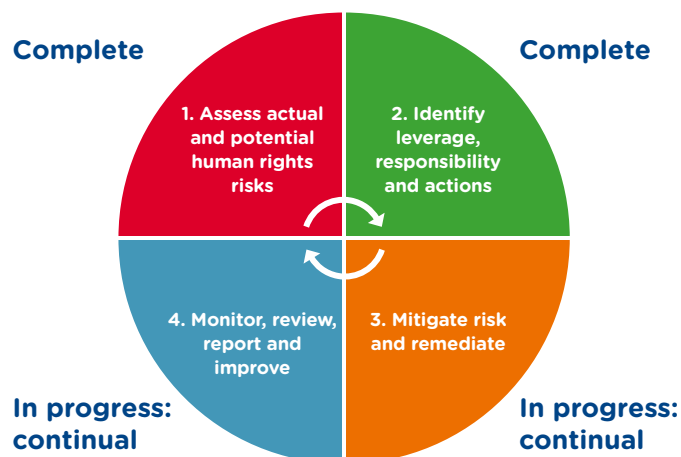 Complete
Complete
1. Assess actual
and potential
human rights
risks
2. Identify
leverage,
responsibility
and actions
4. Monitor, review,
report and
improve
3. Mitigate risk
and remediate
In progress:
continual
In progress:
continual